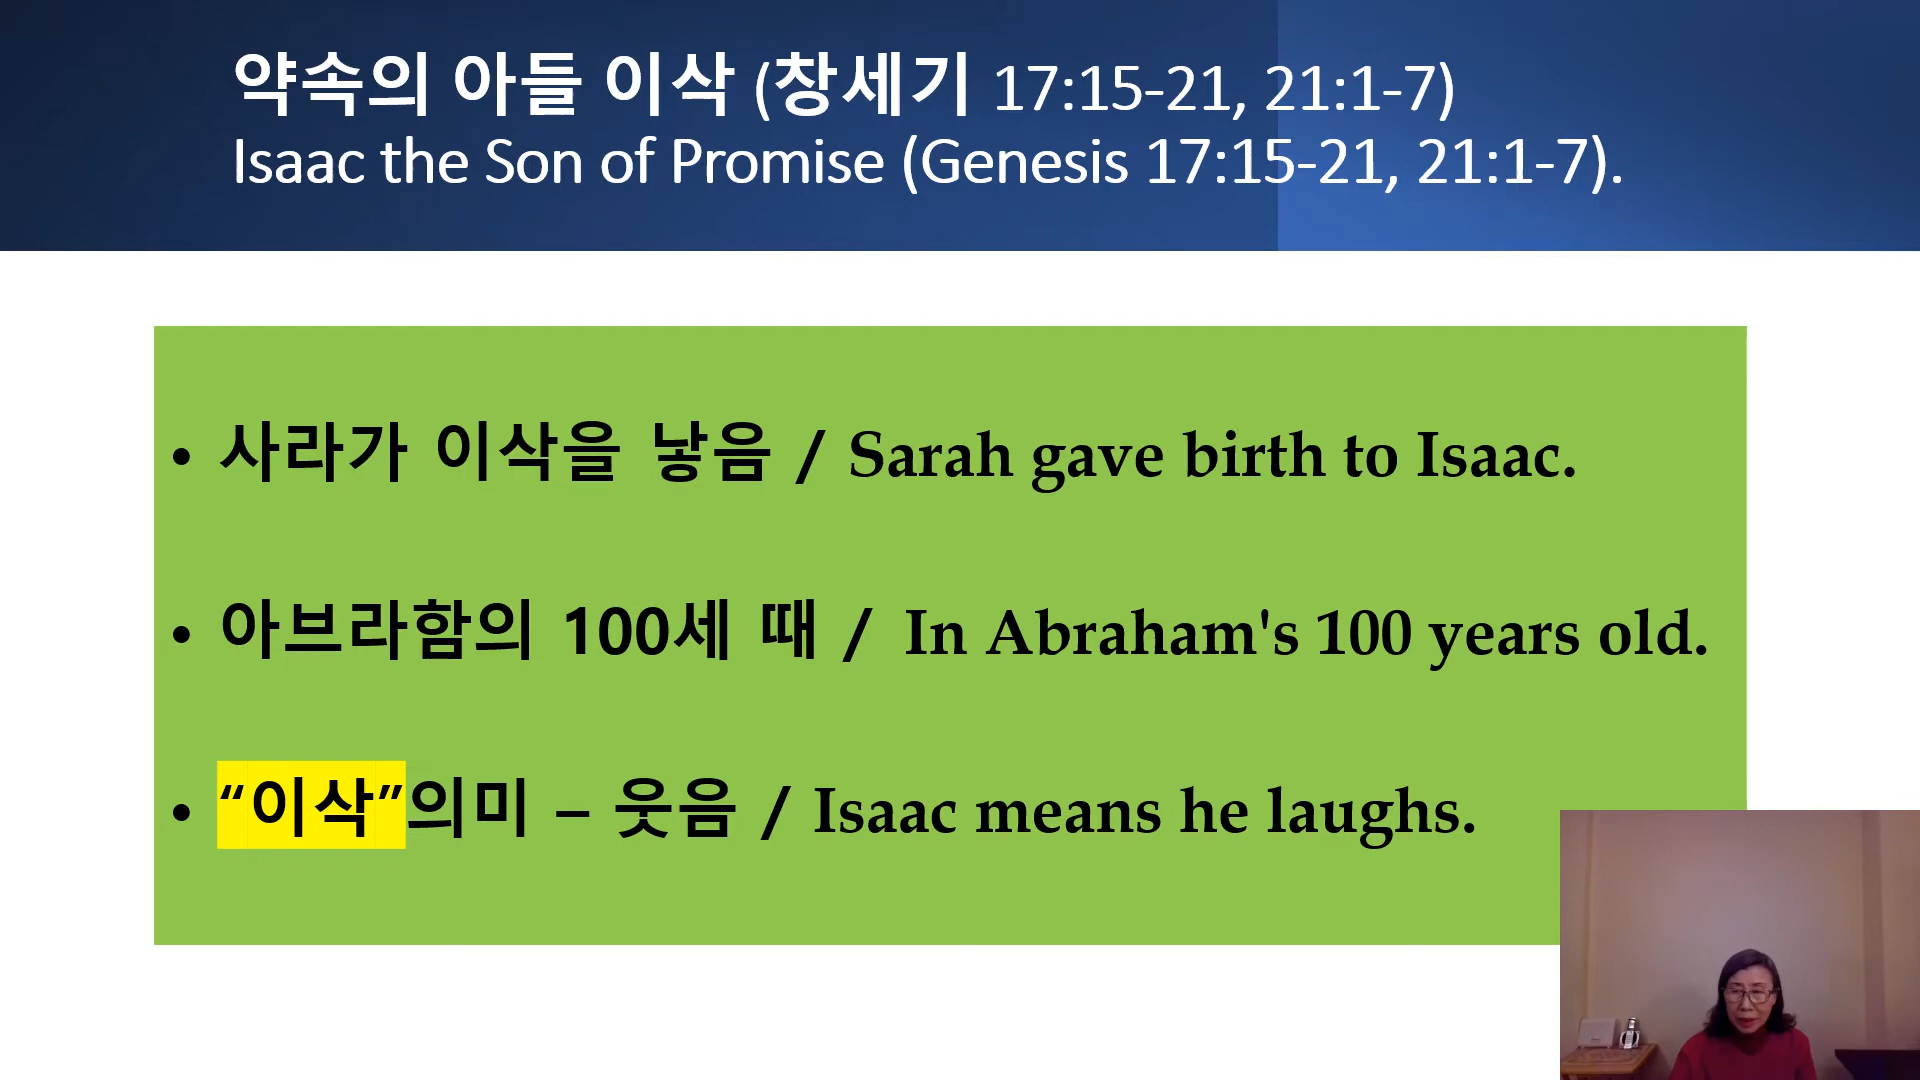 약속의 아들 이삭 (창세기 17:15-21, 21:1-7)
Isaac the Son of Promise (Genesis 17:15-21, 21:1-7).
• 사라가 이삭을 낳음 / Sarah gave birth to Isaac.
• 아브라함의 100세 때 / In Abraham's 100 years old.
• “이삭”의미 – 웃음 / Isaac means he laughs.